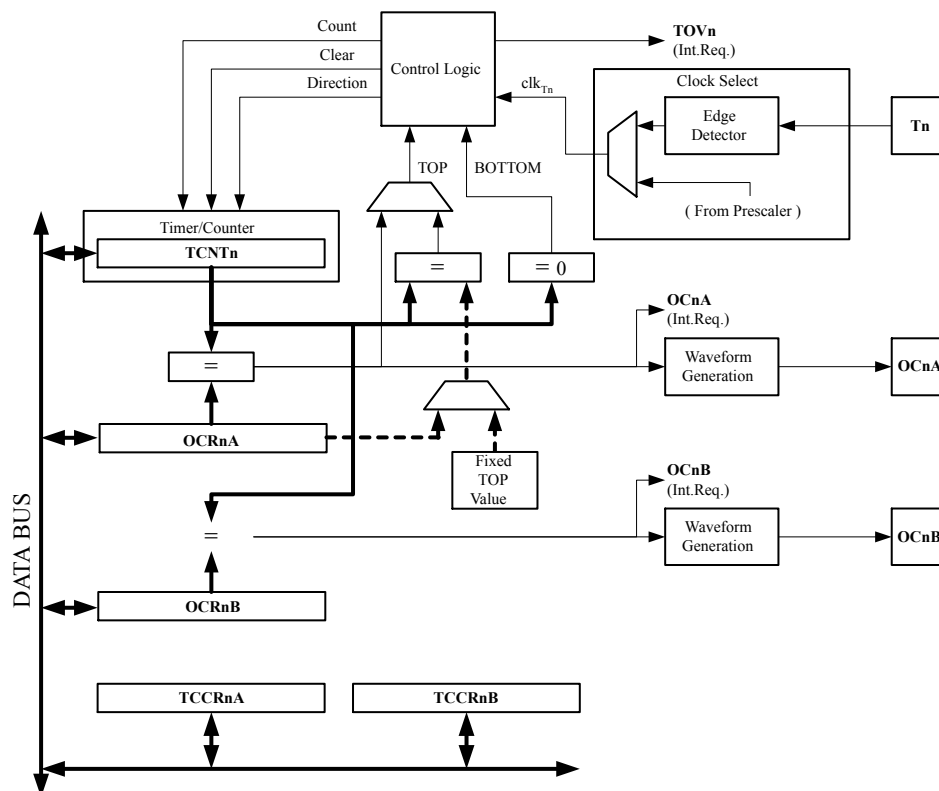 Count
Clear
Direction
Control Logic
TOVn
(Int.Req.)
clkTn
Clock Select
Edge
Detector
Tn
( From Prescaler )
TOP
BOTTOM
Timer/Counter
TCNTn
=
= 0
=
OCnA
(Int.Req.)
Waveform
Generation
OCnA
OCRnA
Fixed
TOP
Value
OCnB
(Int.Req.)
=
Waveform
Generation
OCnB
OCRnB
DATA BUS
TCCRnA
TCCRnB